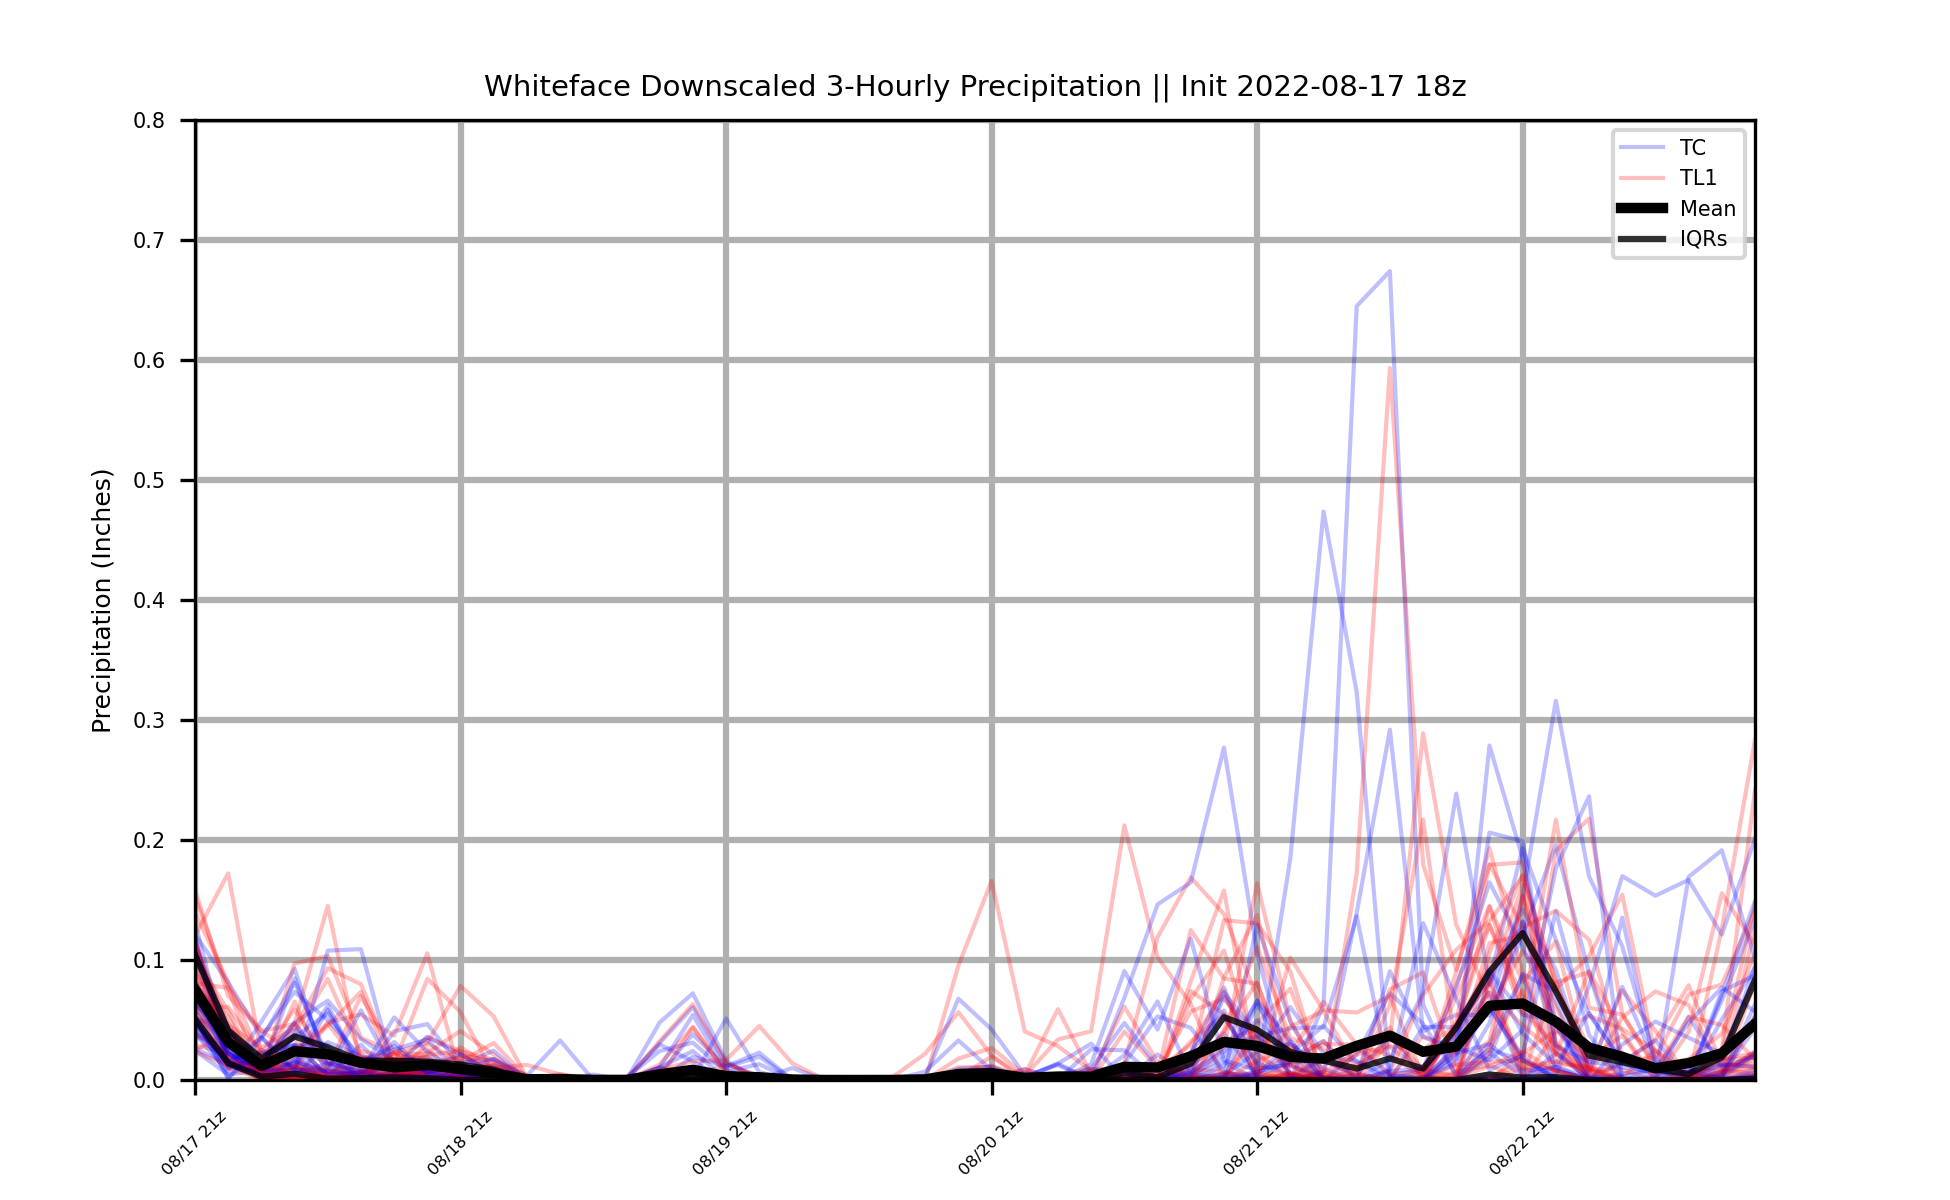 Whiteface Downscaled 3-Hourly Precipitation || Init 2022-08-17 18z
TC
TL1
Mean
IQRs
Precipitation (Inches)
0.8
0.7
0.6
0.5
0.4
0.3
0.2
0.1
0.0
08/17 21z
08/18 21z
08/19 21z
08/20 21z
08/21 21z
08/22 21z